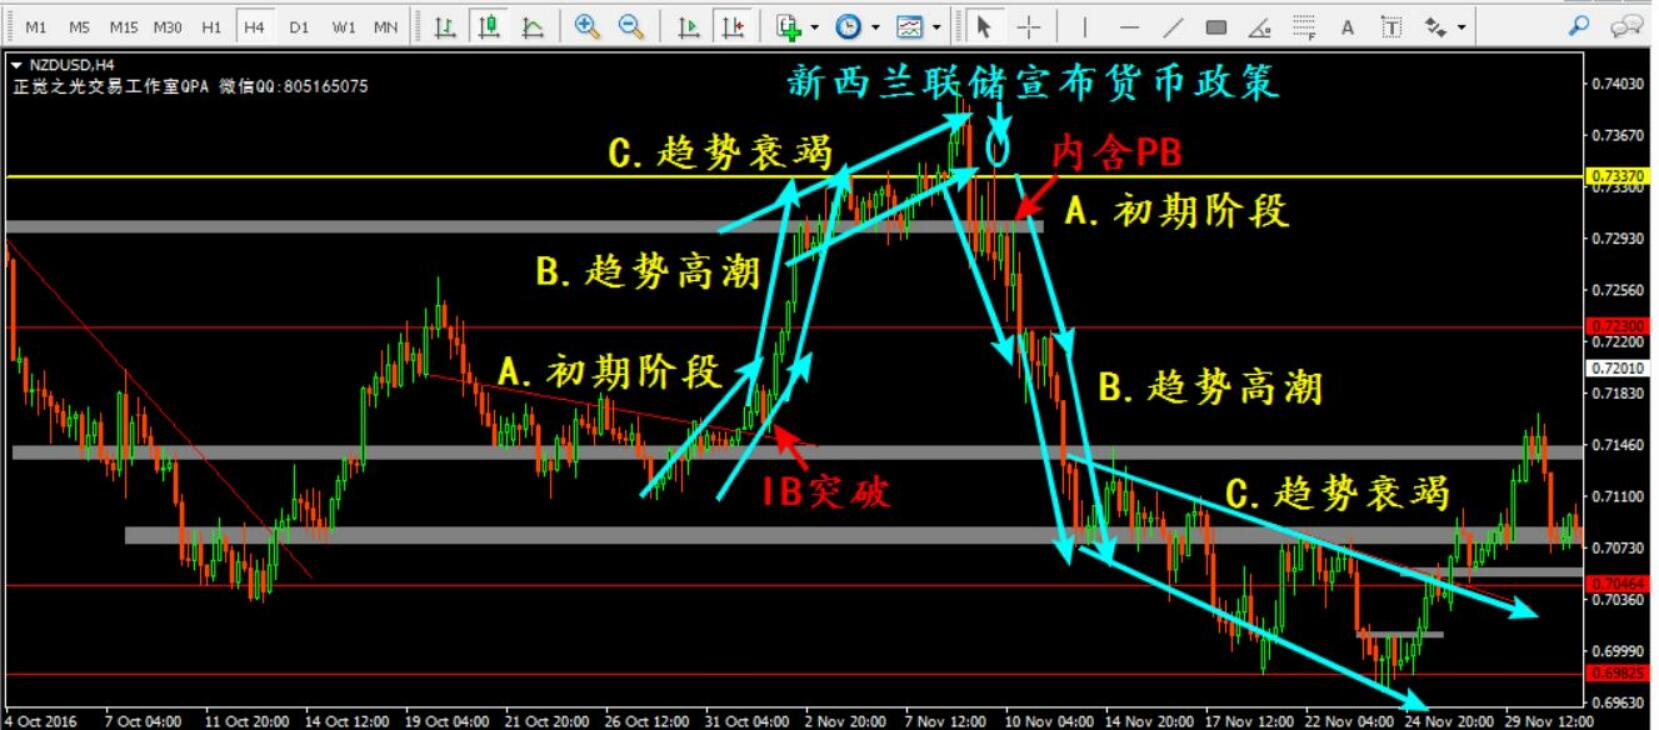 M1 M5 M15 M30 H1 H4 D1 W1 MN A T
NZDUSD,H4
正觉之光交易工作室QPA 微信QQ:805165075
新西兰联储宣布货币政策
C.趋势衰竭
内含PB
A.初期阶段
B.趋势高潮
A.初期阶段
B.趋势高潮
IB突破
C.趋势衰竭
0.74030
0.73670
0.73370
0.73300
0.72930
0.72560
0.72300
0.72200
0.72010
0.71830
0.71460
0.71100
0.70730
0.70464
0.70360
0.69990
0.69825
0.69630
4 Oct 2016 7 Oct 04:00 11 Oct 20:00 14 Oct 12:00 19 Oct 04:00 21 Oct 20:00 26 Oct 12:00 31 Oct 04:00 2 Nov 20:00 7 Nov 12:00 10 Nov 04:00 14 Nov 20:00 17 Nov 12:00 22 Nov 04:00 24 Nov 20:00 29 Nov 12:00